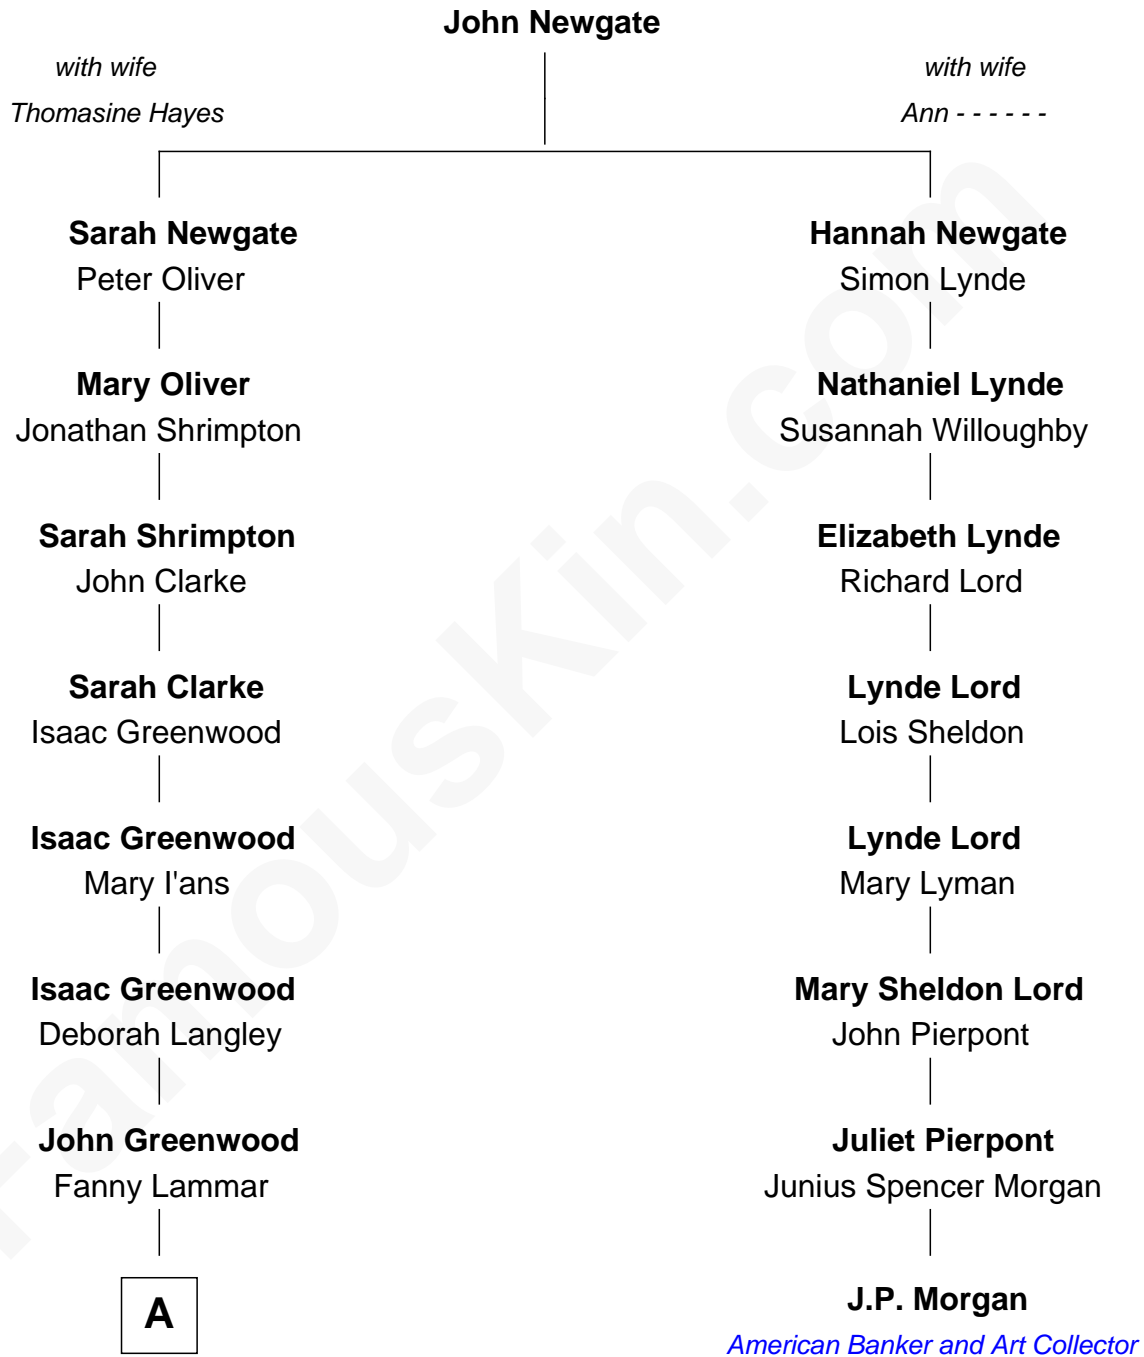 John Newgate
with wife
Thomasine Hayes
with wife
Ann - - - - - -
Sarah Newgate
Peter Oliver
Hannah Newgate
Simon Lynde
Mary Oliver
Jonathan Shrimpton
Nathaniel Lynde
Susannah Willoughby
Sarah Shrimpton
John Clarke
Elizabeth Lynde
Richard Lord
Sarah Clarke
Isaac Greenwood
Lynde Lord
Lois Sheldon
Isaac Greenwood
Mary I'ans
Lynde Lord
Mary Lyman
Isaac Greenwood
Deborah Langley
Mary Sheldon Lord
John Pierpont
John Greenwood
Fanny Lammar
Juliet Pierpont
Junius Spencer Morgan
A
J.P. Morgan
American Banker and Art Collector
FamousKin.com